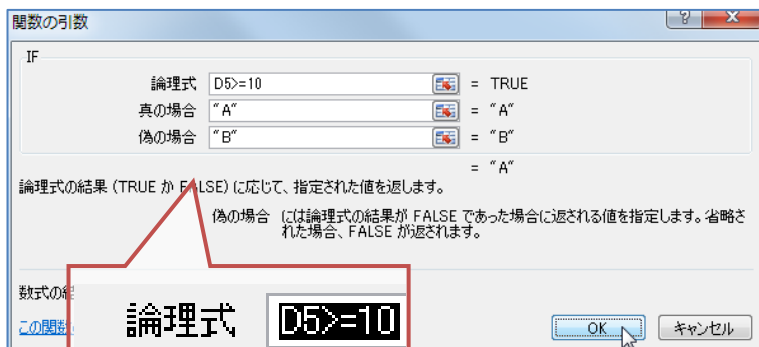 関数の引数
IF
論理式 D5>=10 = TRUE
真の場合 "A" = "A"
偽の場合 "B" = "B"
= "A"
論理式の結果 (TRUE か FALSE) に応じて、指定された値を返します。
偽の場合 には論理式の結果が FALSE であった場合に返される値を指定します。省略さ
れた場合、FALSE が返されます。
数式の
この関数
論理式 D5>=10
OK キャンセル